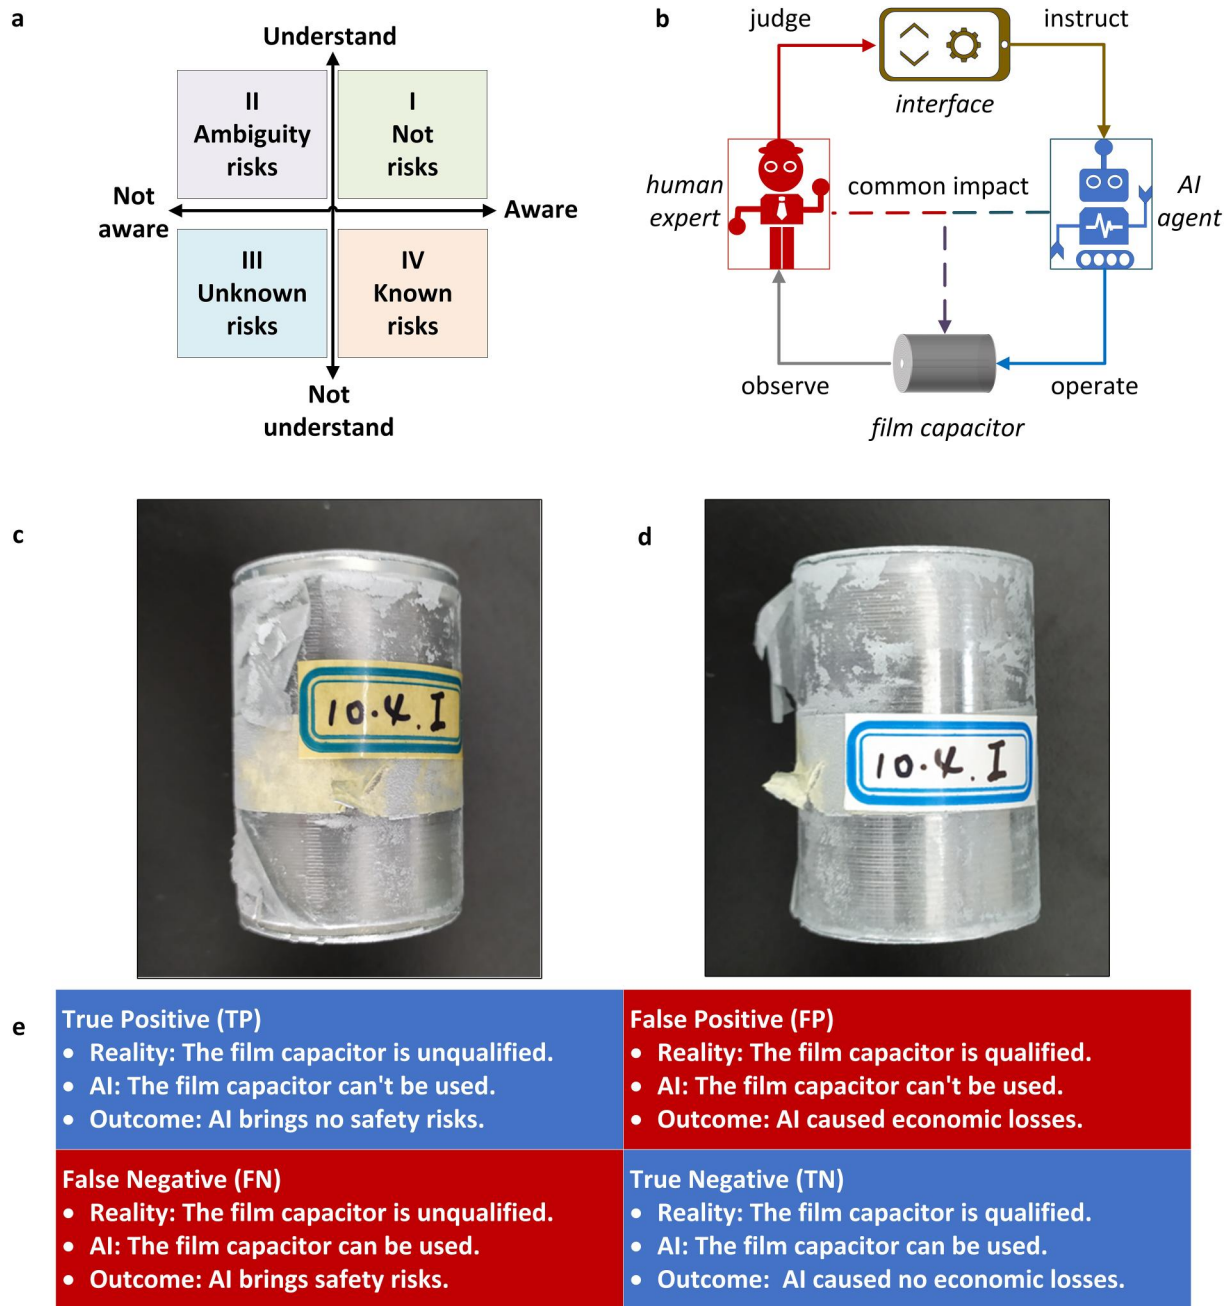 a
Understand
II
Ambiguity
risks
I
Not
risks
Not
aware
Aware
III
Unknown
risks
IV
Known
risks
Not
understand
b
judge
instruct
interface
human
expert
common impact
AI
agent
observe
operate
film capacitor
c
10.4.I
d
10.4.I
e
True Positive (TP)
• Reality: The film capacitor is unqualified.
• AI: The film capacitor can't be used.
• Outcome: AI brings no safety risks.
False Positive (FP)
• Reality: The film capacitor is qualified.
• AI: The film capacitor can't be used.
• Outcome: AI caused economic losses.
False Negative (FN)
• Reality: The film capacitor is unqualified.
• AI: The film capacitor can be used.
• Outcome: AI brings safety risks.
True Negative (TN)
• Reality: The film capacitor is qualified.
• AI: The film capacitor can be used.
• Outcome:  AI caused no economic losses.